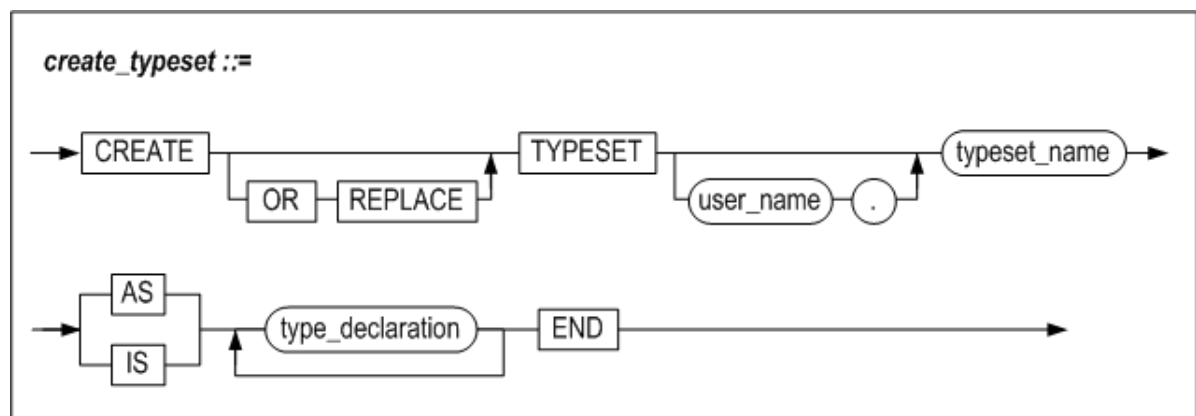 create_typeset ::=
CREATE TYPESET typeset_name
OR REPLACE user_name .
AS
type_declaration END
IS